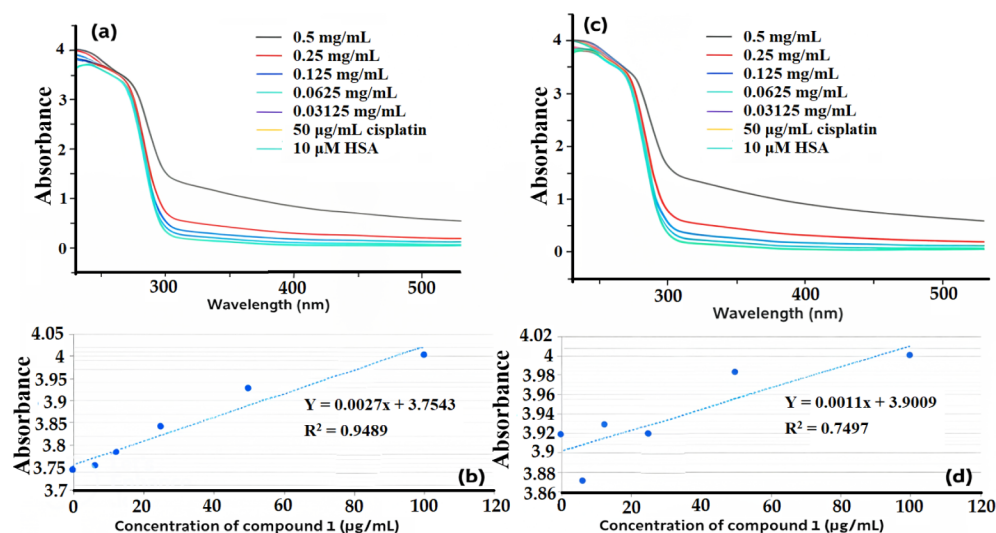 (a)
0.5 mg/mL
0.25 mg/mL
0.125 mg/mL
0.0625 mg/mL
0.03125 mg/mL
50 µg/mL cisplatin
10 µM HSA
Absorbance
4
3
2
1
0
300
400
500
Wavelength (nm)
(c)
0.5 mg/mL
0.25 mg/mL
0.125 mg/mL
0.0625 mg/mL
0.03125 mg/mL
50 µg/mL cisplatin
10 µM HSA
Absorbance
4
3
2
1
0
300
400
500
Wavelength (nm)
4.05
4
3.95
3.9
3.85
3.8
3.75
3.7
Absorbance
Y = 0.0027x + 3.7543
R² = 0.9489
(b)
0
20
40
60
80
100
120
Concentration of compound 1 (µg/mL)
4.02
4
3.98
3.96
3.94
3.92
3.9
3.88
3.86
Absorbance
Y = 0.0011x + 3.9009
R² = 0.7497
(d)
0
20
40
60
80
100
120
Concentration of compound 1 (µg/mL)